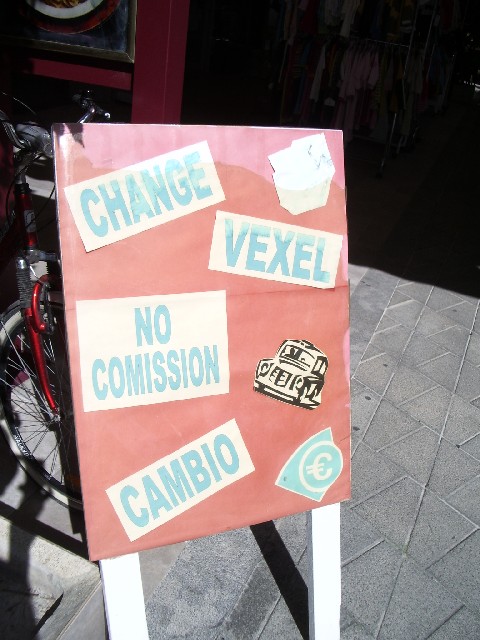 CHANGE
VEXEL
NO
COMISSION
CAMBIO
€